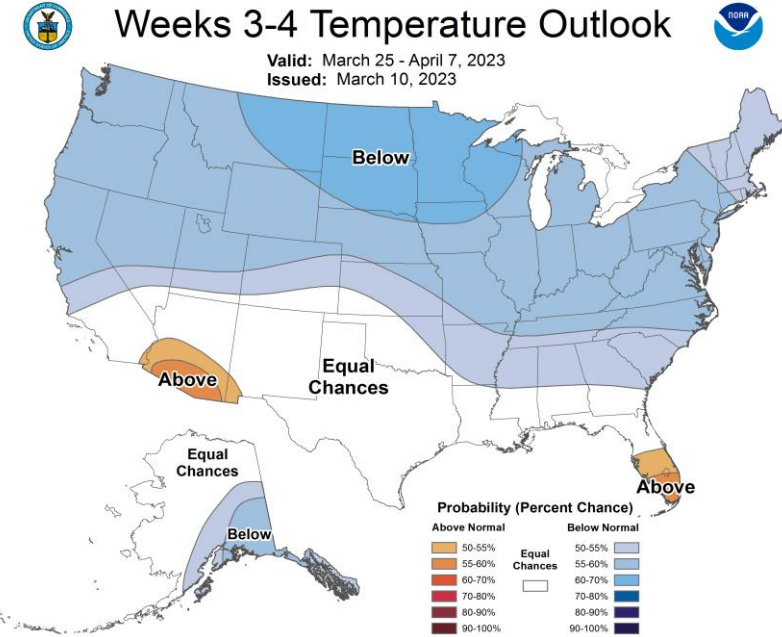 NOAA
Weeks 3-4 Temperature Outlook
Valid: March 25 - April 7, 2023
Issued: March 10, 2023
Below
Above
Equal
Chances
Equal
Chances
Below
Above
Probability (Percent Chance)
Above Normal
Below Normal
Equal
Chances
50-55%
55-60%
60-70%
70-80%
80-90%
90-100%
50-55%
55-60%
60-70%
70-80%
80-90%
90-100%